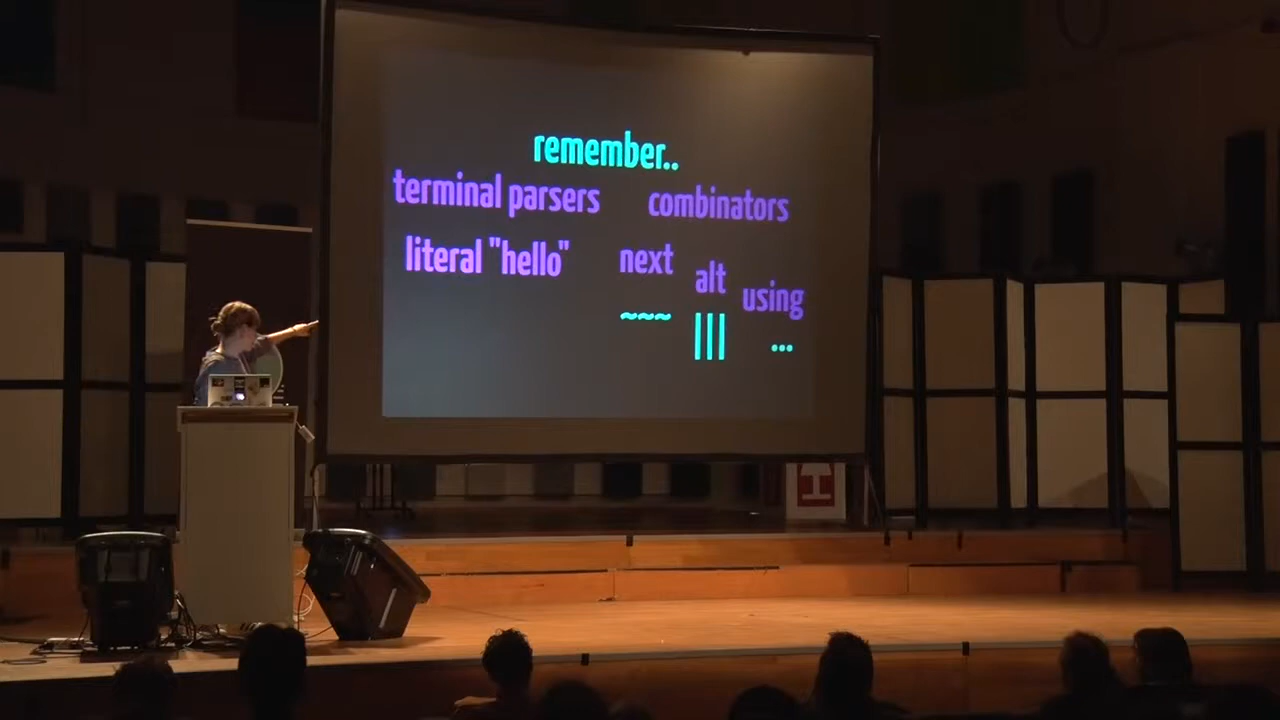 remember..
terminal parsers
combinators
literal "hello"
next
alt
using
~~~
|||
...